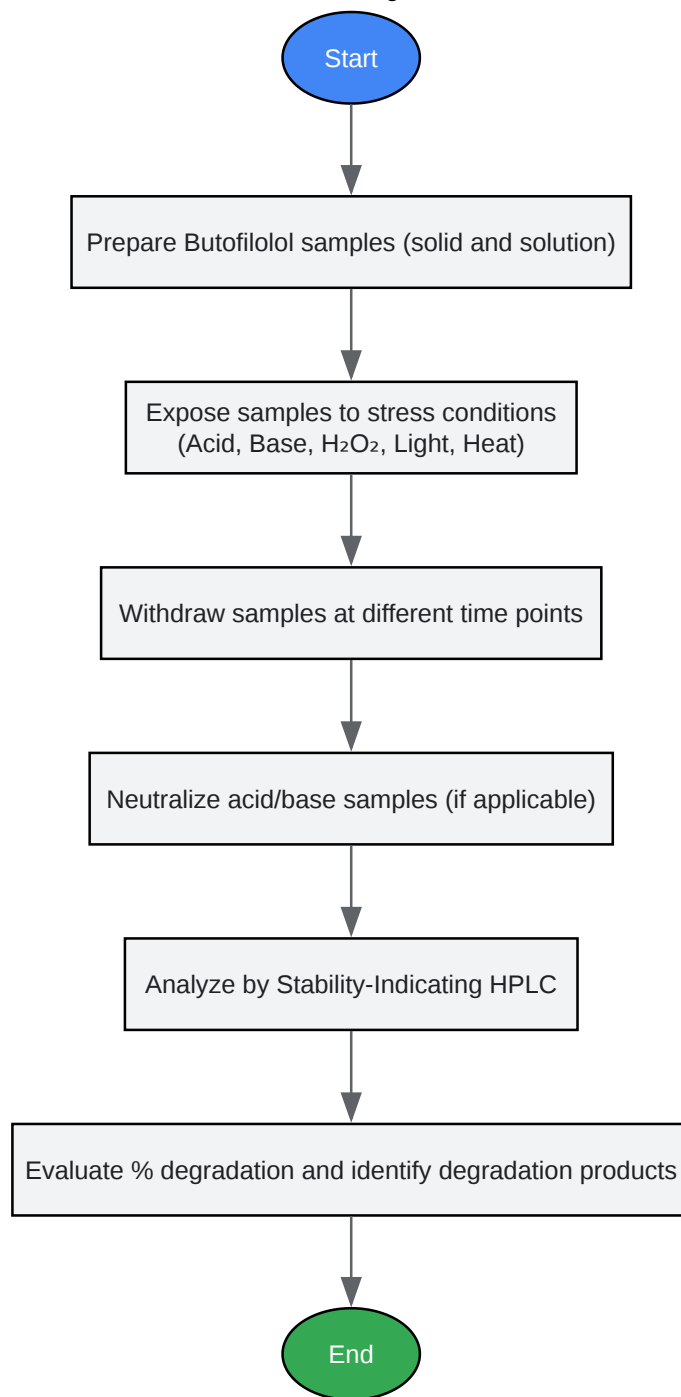 Start
Prepare Butofilolol samples (solid and solution)
Expose samples to stress conditions
(Acid, Base, H₂O₂, Light, Heat)
Withdraw samples at different time points
Neutralize acid/base samples (if applicable)
Analyze by Stability-Indicating HPLC
Evaluate % degradation and identify degradation products
End